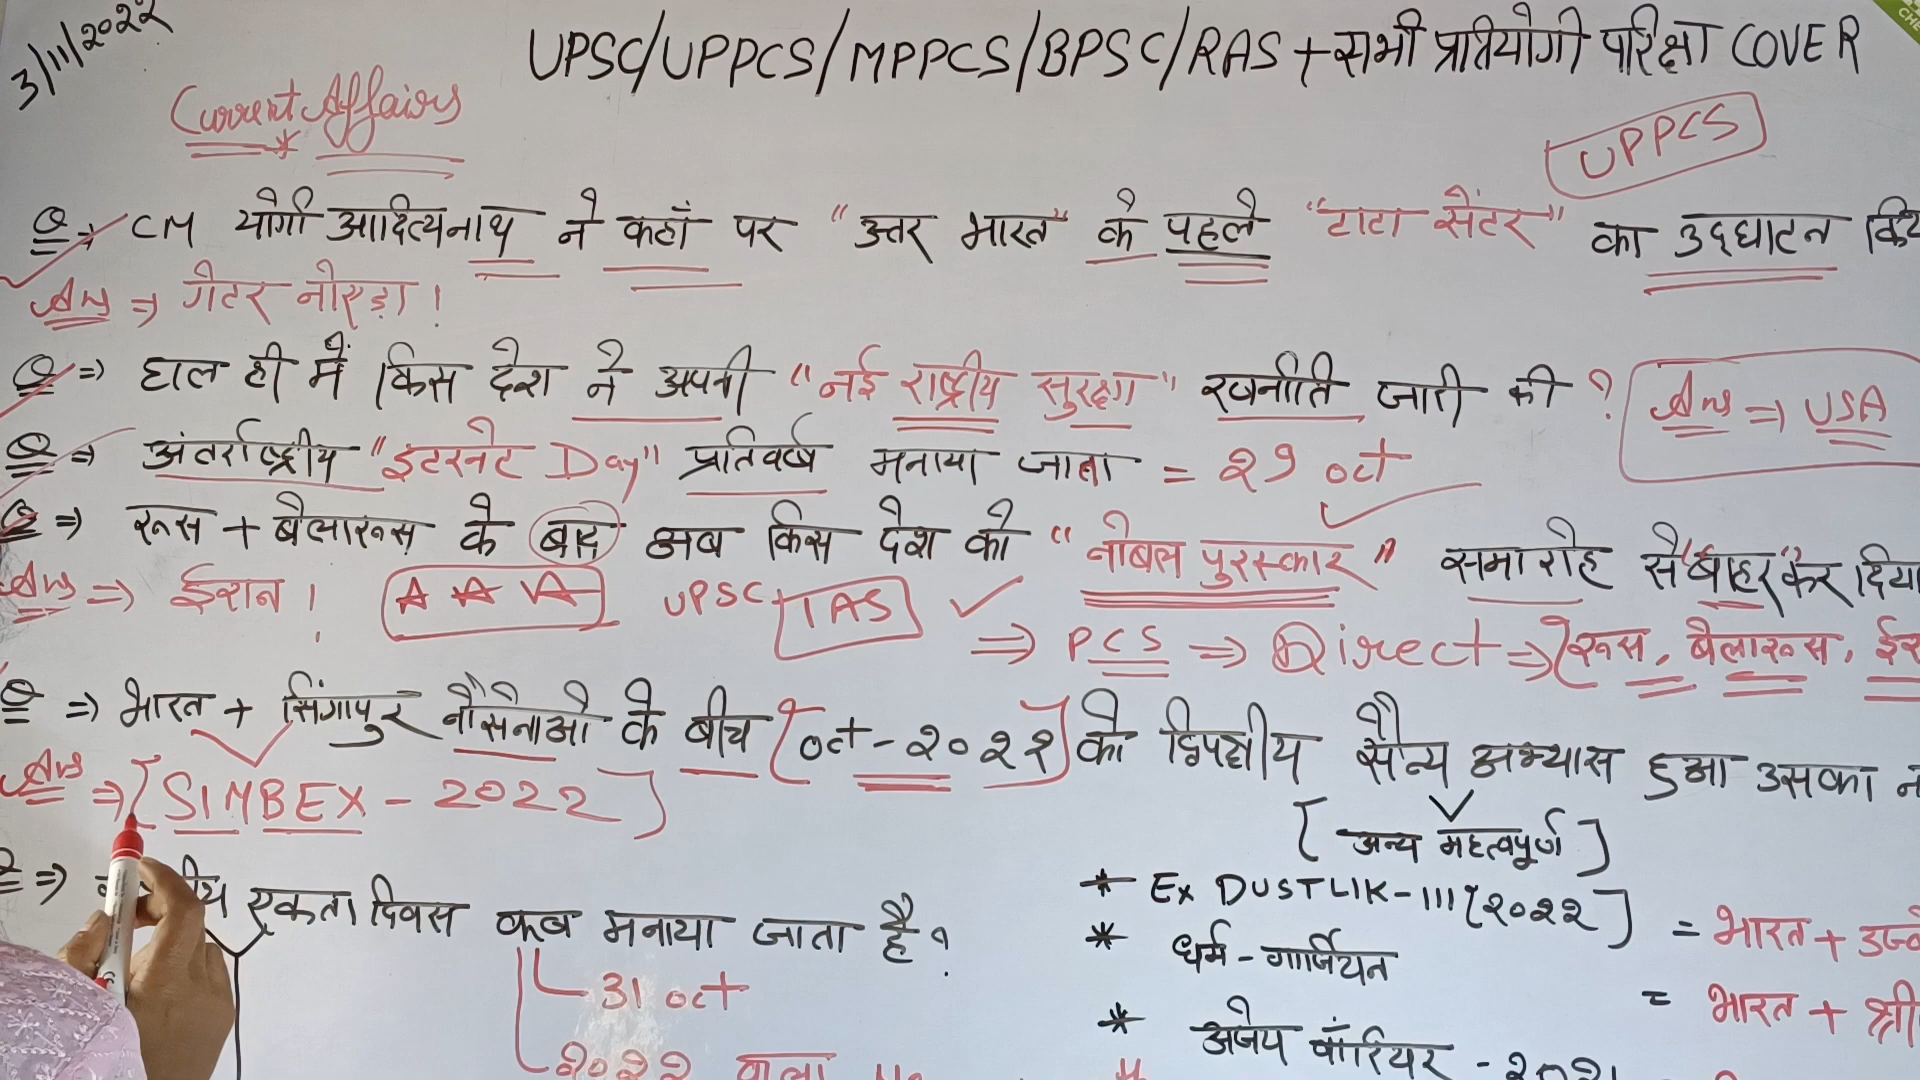 3/11/2022
UPSC/UPPCS/MPPCS/BPSC/RAS + सभी प्रतियोगी परिक्षा COVER
Current Affairs
UPPCS
Q ⇒ CM योगी आदित्यनाथ ने कहाँ पर "उत्तर भारत" के पहले "टाटा सेंटर" का उद्घाटन किय
Ans ⇒ ग्रेटर नोएडा !
Q ⇒ हाल ही में किस देश ने अपनी "नई राष्ट्रीय सुरक्षा" रणनीति जारी की ?
Ans ⇒ USA
Q ⇒ अंतर्राष्ट्रीय "इंटरनेट Day" प्रतिवर्ष मनाया जाता = 29 oct
Q ⇒ रूस + बेलारूस के बाद अब किस देश को "नोबल पुरस्कार" समारोह से "बाहर" कर दिया
Ans ⇒ ईरान ! UPSC IAS
⇒ PCS ⇒ Direct ⇒ [रूस, बेलारूस, ई
Q ⇒ भारत + सिंगापुर नौसेनाओ के बीच [oct - 2022] को द्विपक्षीय सैन्य अभ्यास हुआ उसका न
Ans ⇒ [SIMBEX - 2022]
[अन्य महत्वपूर्ण]
⇒ एकता दिवस कब मनाया जाता है ?
31 oct
2022 वाला
* Ex DUSTLIK-III [2022] = भारत +
* धर्म - गार्जियन
= भारत + श्री
* अजेय वॉरियर -